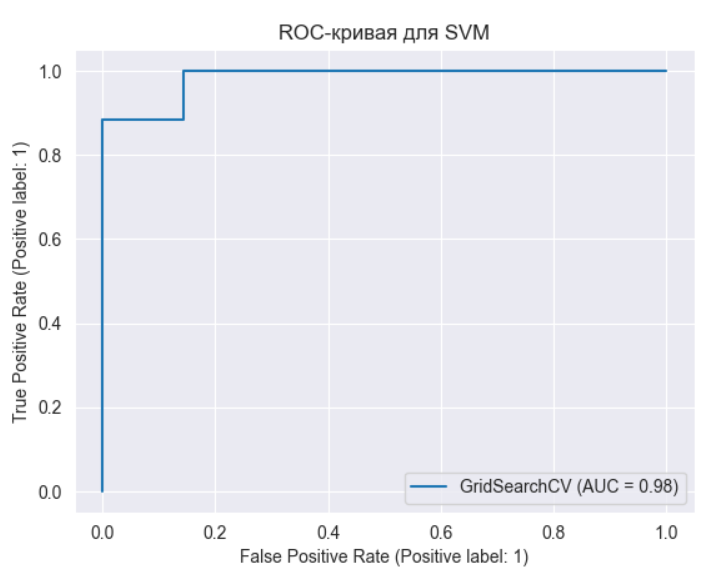 ROC-кривая для SVM
True Positive Rate (Positive label: 1)
1.0
0.8
0.6
0.4
0.2
0.0
GridSearchCV (AUC = 0.98)
0.0 0.2 0.4 0.6 0.8 1.0
False Positive Rate (Positive label: 1)